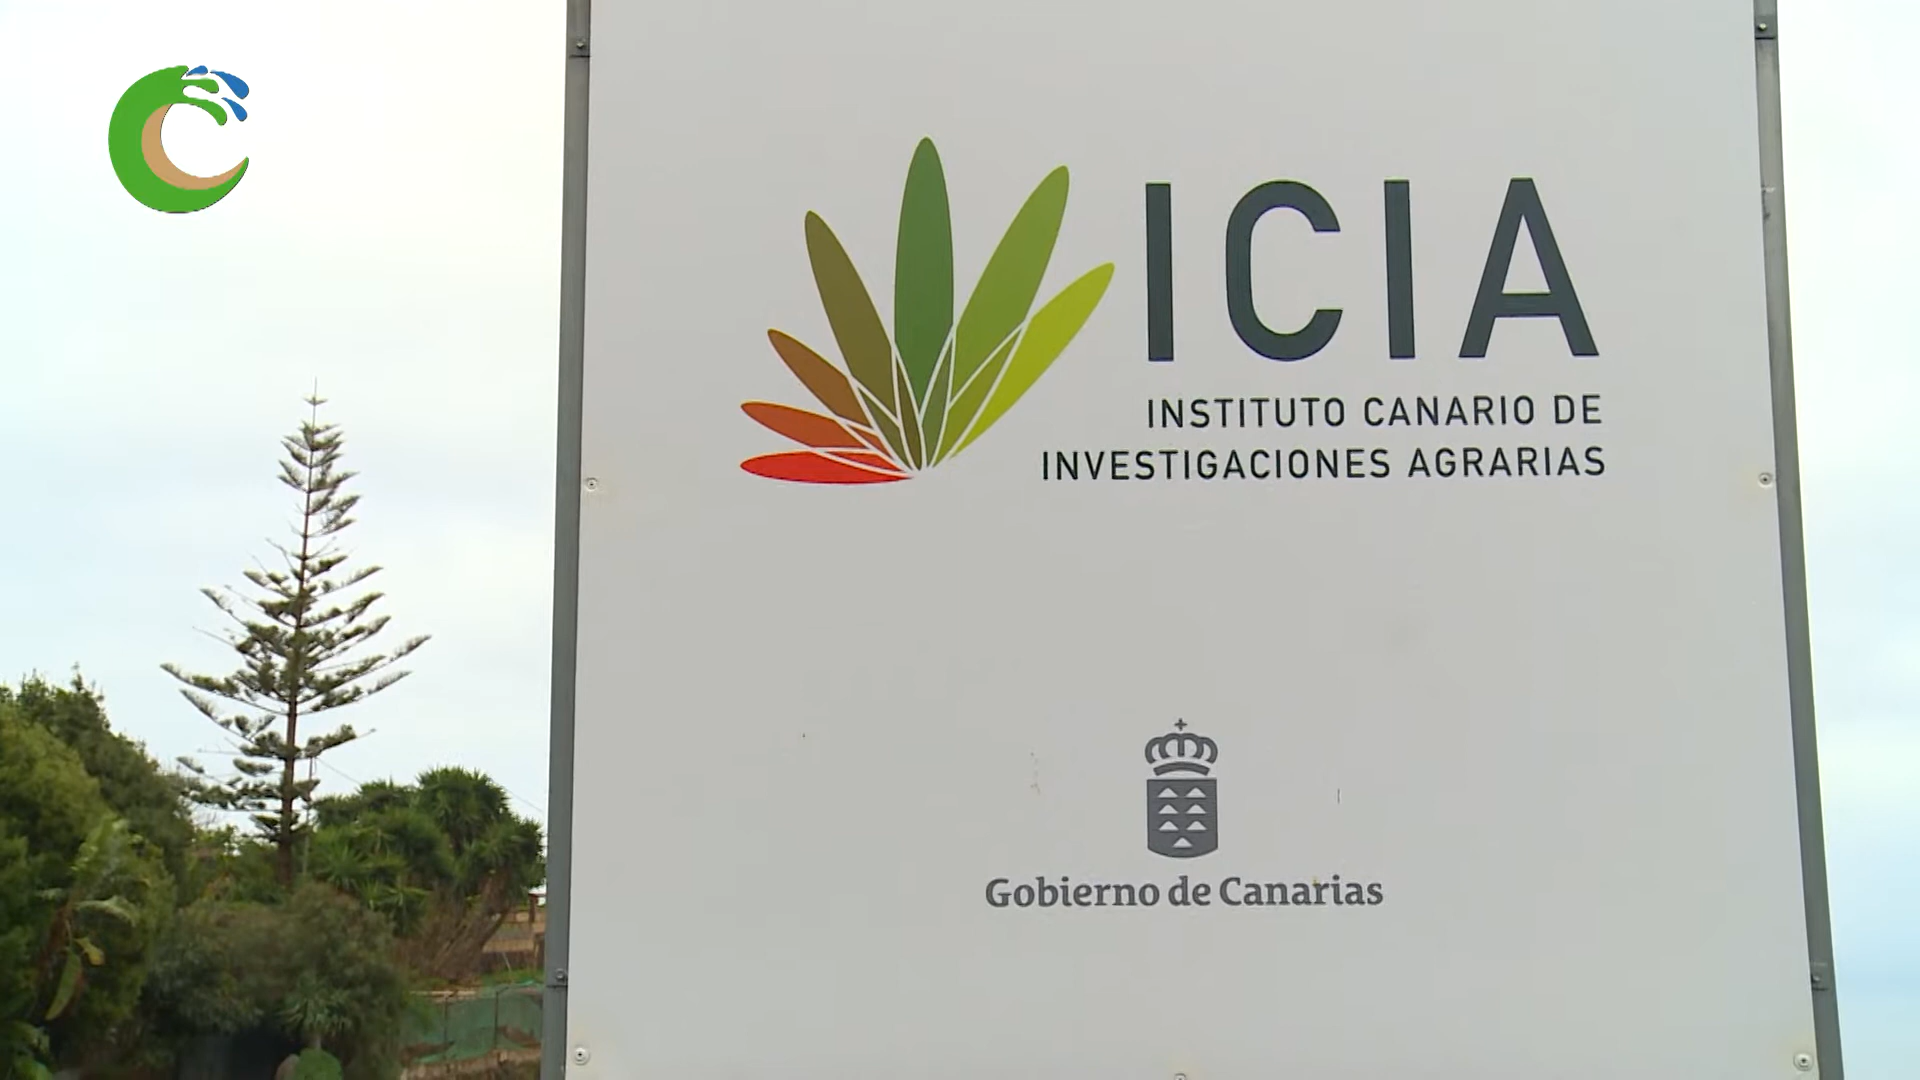 ICIA
INSTITUTO CANARIO DE
INVESTIGACIONES AGRARIAS
Gobierno de Canarias